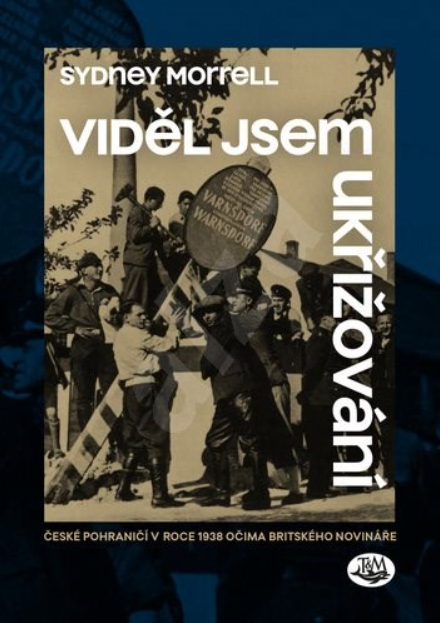 SYDNEY MORRELL
VIDĚL JSEM
UKŘIŽOVÁNÍ
VARNSDORF
WARNSDORF
ČESKÉ POHRANIČÍ V ROCE 1938 OČIMA BRITSKÉHO NOVINÁŘE
T&M